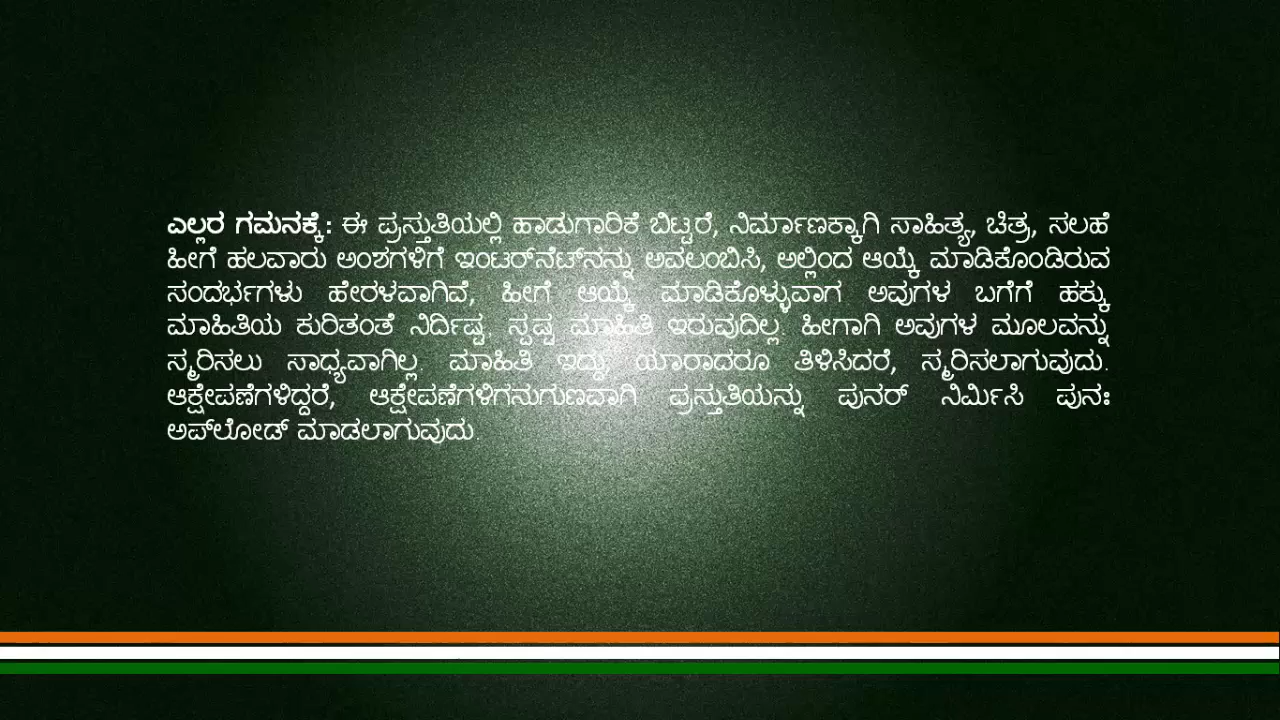 ಎಲ್ಲರ ಗಮನಕ್ಕೆ: ಈ ಪ್ರಸ್ತುತಿಯಲ್ಲಿ ಹಾಡುಗಾರಿಕೆ ಬಿಟ್ಟರೆ, ನಿರ್ಮಾಣಕ್ಕಾಗಿ ಸಾಹಿತ್ಯ, ಚಿತ್ರ, ಸಲಹೆ
ಹೀಗೆ ಹಲವಾರು ಅಂಶಗಳಿಗೆ ಇಂಟರ್‌ನೆಟ್‌ನನ್ನು ಅವಲಂಬಿಸಿ, ಅಲ್ಲಿಂದ ಆಯ್ಕೆ ಮಾಡಿಕೊಂಡಿರುವ
ಸಂದರ್ಭಗಳು ಹೇರಳವಾಗಿವೆ, ಹೀಗೆ ಆಯ್ಕೆ ಮಾಡಿಕೊಳ್ಳುವಾಗ ಅವುಗಳ ಬಗೆಗೆ ಹಕ್ಕು
ಮಾಹಿತಿಯ ಕುರಿತಂತೆ ನಿರ್ದಿಷ್ಟ, ಸ್ಪಷ್ಟ ಮಾಹಿತಿ ಇರುವುದಿಲ್ಲ. ಹೀಗಾಗಿ ಅವುಗಳ ಮೂಲವನ್ನು
ಸ್ಮರಿಸಲು ಸಾಧ್ಯವಾಗಿಲ್ಲ. ಮಾಹಿತಿ ಇದ್ದು, ಯಾರಾದರೂ ತಿಳಿಸಿದರೆ, ಸ್ಮರಿಸಲಾಗುವುದು.
ಆಕ್ಷೇಪಣೆಗಳಿದ್ದರೆ, ಆಕ್ಷೇಪಣೆಗಳಿಗನುಗುಣವಾಗಿ ಪ್ರಸ್ತುತಿಯನ್ನು ಪುನರ್ ನಿರ್ಮಿಸಿ ಪುನಃ
ಅಪ್‌ಲೋಡ್ ಮಾಡಲಾಗುವುದು.